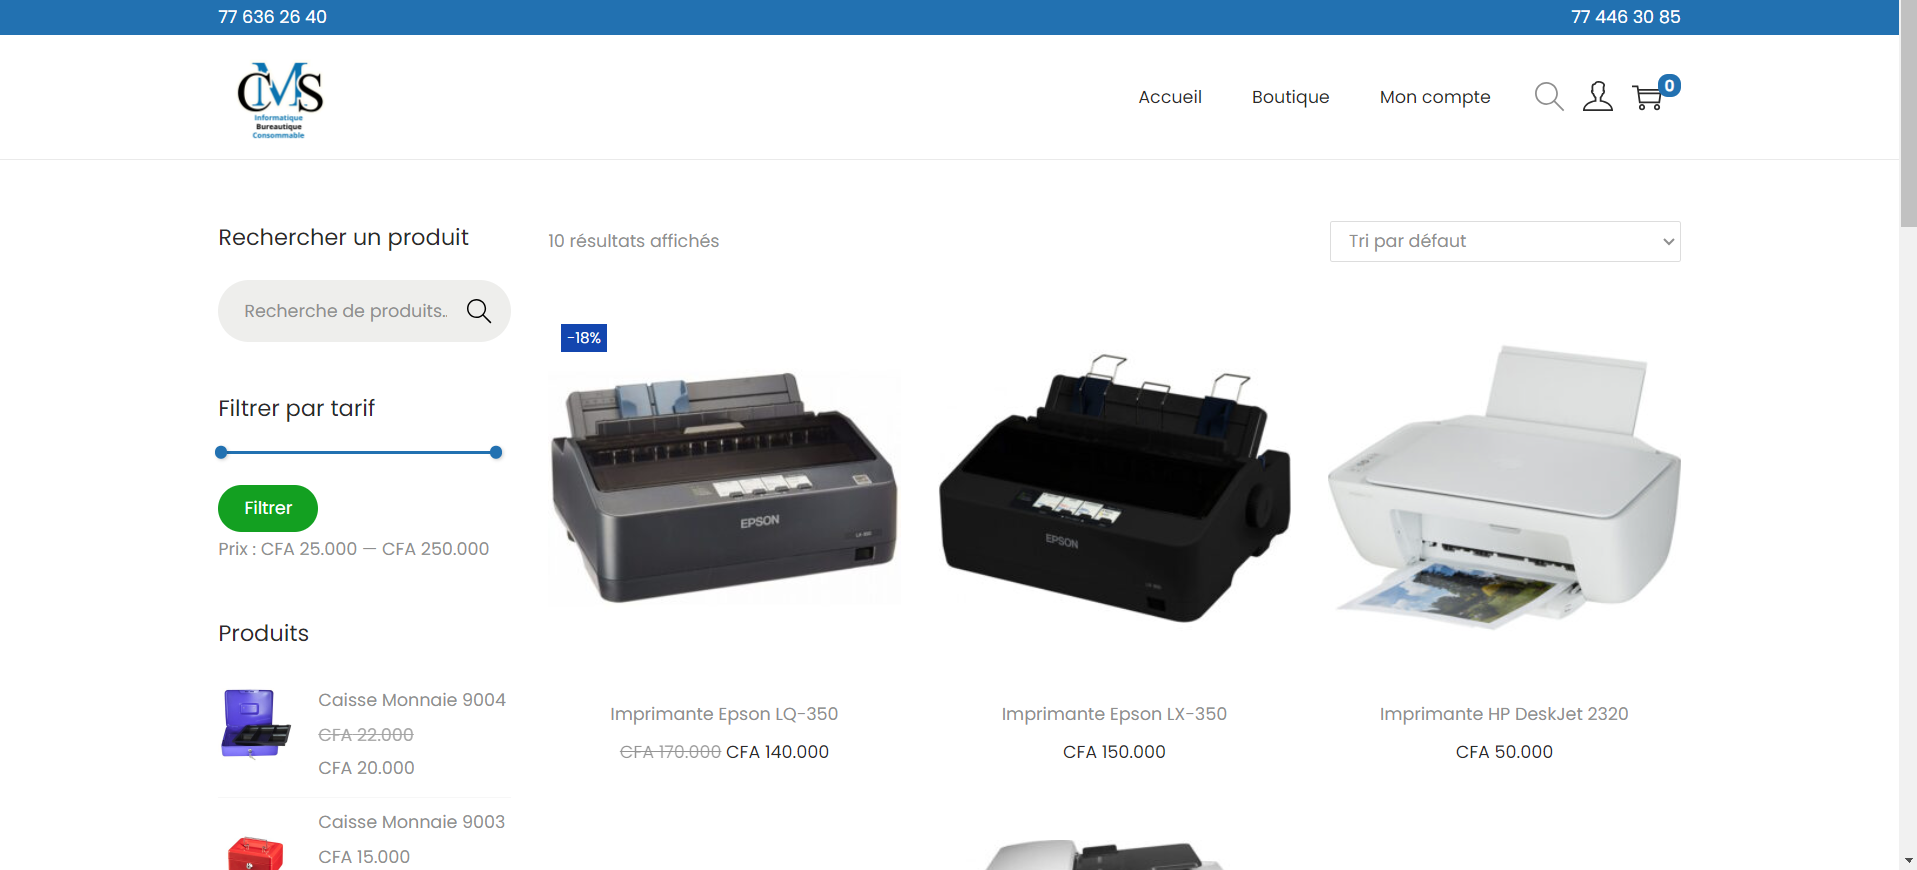 77 636 26 40
77 446 30 85
CMS
Informatique
Bureautique
Consommable
Accueil
Boutique
Mon compte
0
Rechercher un produit
Recherche de produits..
Filtrer par tarif
Filtrer
Prix : CFA 25.000 — CFA 250.000
Produits
Caisse Monnaie 9004
CFA 22.000
CFA 20.000
Caisse Monnaie 9003
CFA 15.000
10 résultats affichés
Tri par défaut
-18%
EPSON
Imprimante Epson LQ-350
CFA 170.000 CFA 140.000
EPSON
Imprimante Epson LX-350
CFA 150.000
Imprimante HP DeskJet 2320
CFA 50.000